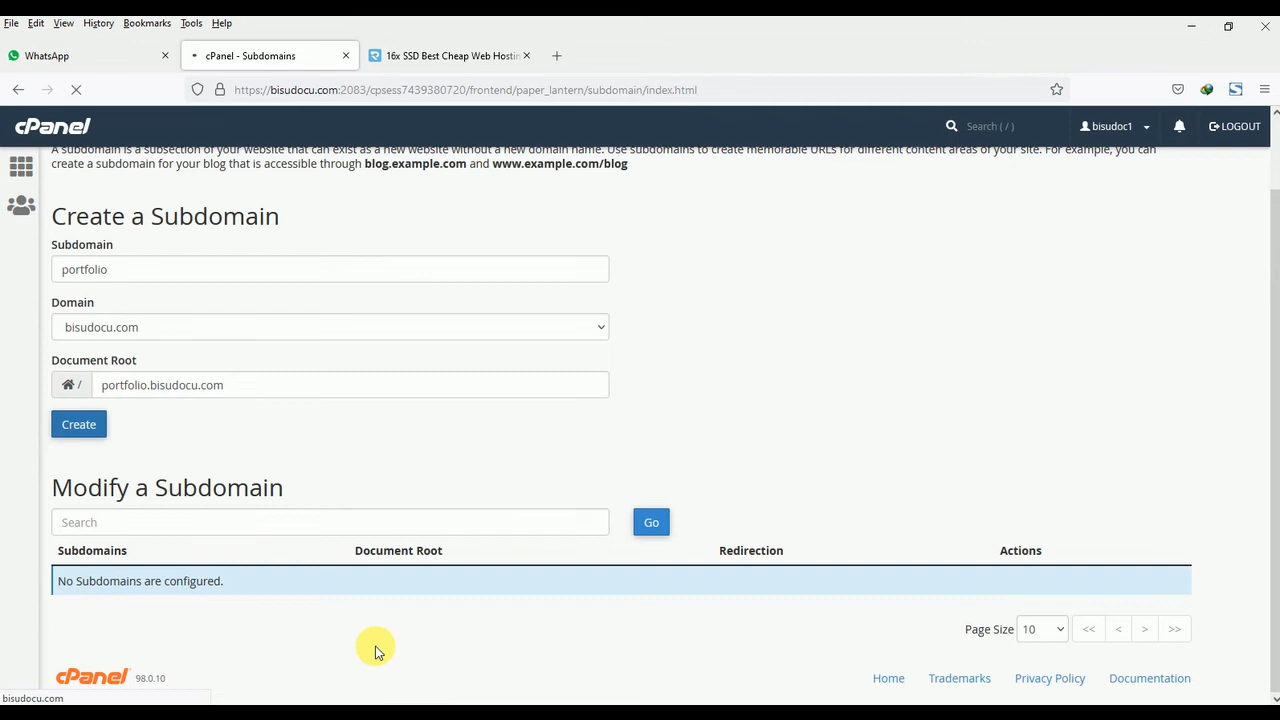 File Edit View History Bookmarks Tools Help
WhatsApp
cPanel - Subdomains
16x SSD Best Cheap Web Hostin
https://bisudocu.com:2083/cpsess7439380720/frontend/paper_lantern/subdomain/index.html
cPanel
Search ( / )
bisudoc1
LOGOUT
A subdomain is a subsection of your website that can exist as a new website without a new domain name. Use subdomains to create memorable URLs for different content areas of your site. For example, you can
create a subdomain for your blog that is accessible through blog.example.com and www.example.com/blog
Create a Subdomain
Subdomain
portfolio
Domain
bisudocu.com
Document Root
/ portfolio.bisudocu.com
Create
Modify a Subdomain
Search
Go
Subdomains Document Root Redirection Actions
No Subdomains are configured.
Page Size 10 << < > >>
cPanel 98.0.10
Home Trademarks Privacy Policy Documentation
bisudocu.com